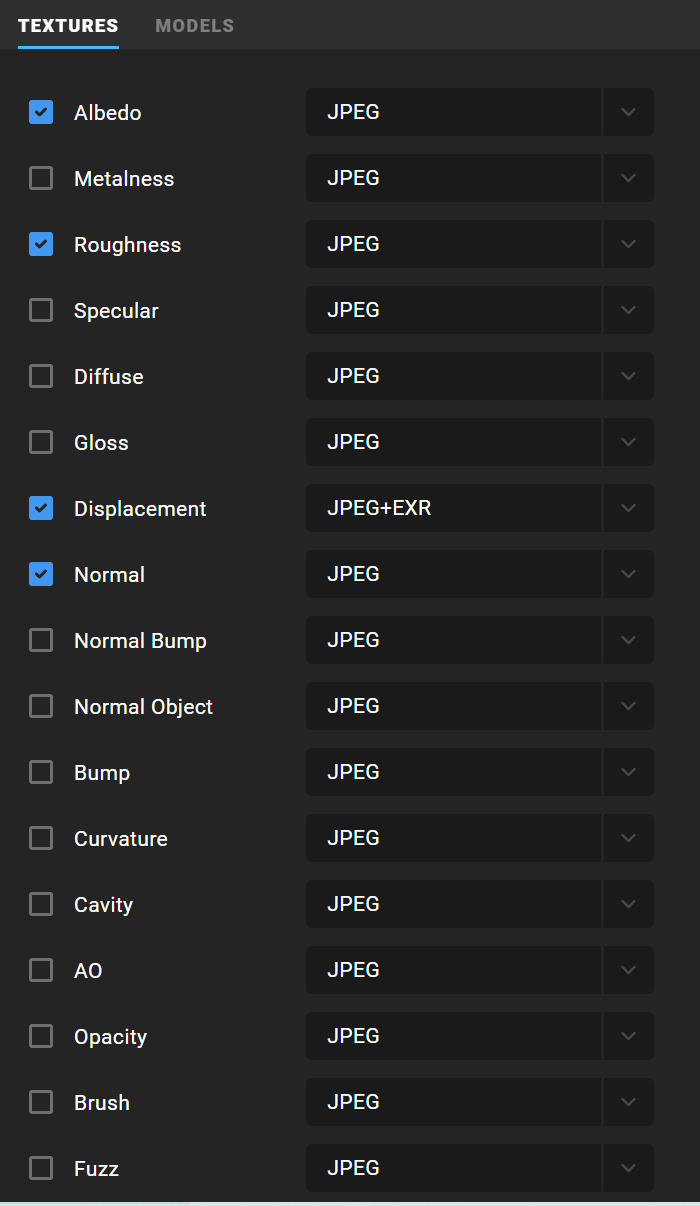 TEXTURES MODELS
Albedo JPEG
Metalness JPEG
Roughness JPEG
Specular JPEG
Diffuse JPEG
Gloss JPEG
Displacement JPEG+EXR
Normal JPEG
Normal Bump JPEG
Normal Object JPEG
Bump JPEG
Curvature JPEG
Cavity JPEG
AO JPEG
Opacity JPEG
Brush JPEG
Fuzz JPEG